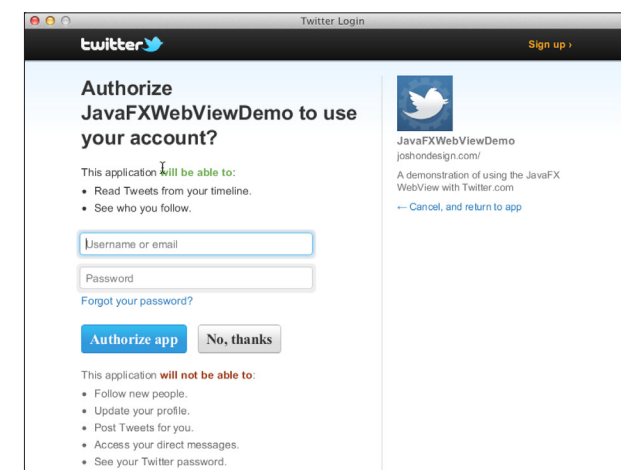 Twitter Login
twitter
Sign up ›
Authorize
JavaFXWebViewDemo to use
your account?
This application will be able to:
• Read Tweets from your timeline.
• See who you follow.
Username or email
Password
Forgot your password?
Authorize app
No, thanks
This application will not be able to:
• Follow new people.
• Update your profile.
• Post Tweets for you.
• Access your direct messages.
• See your Twitter password.
JavaFXWebViewDemo
joshondesign.com/
A demonstration of using the JavaFX
WebView with Twitter.com
← Cancel, and return to app